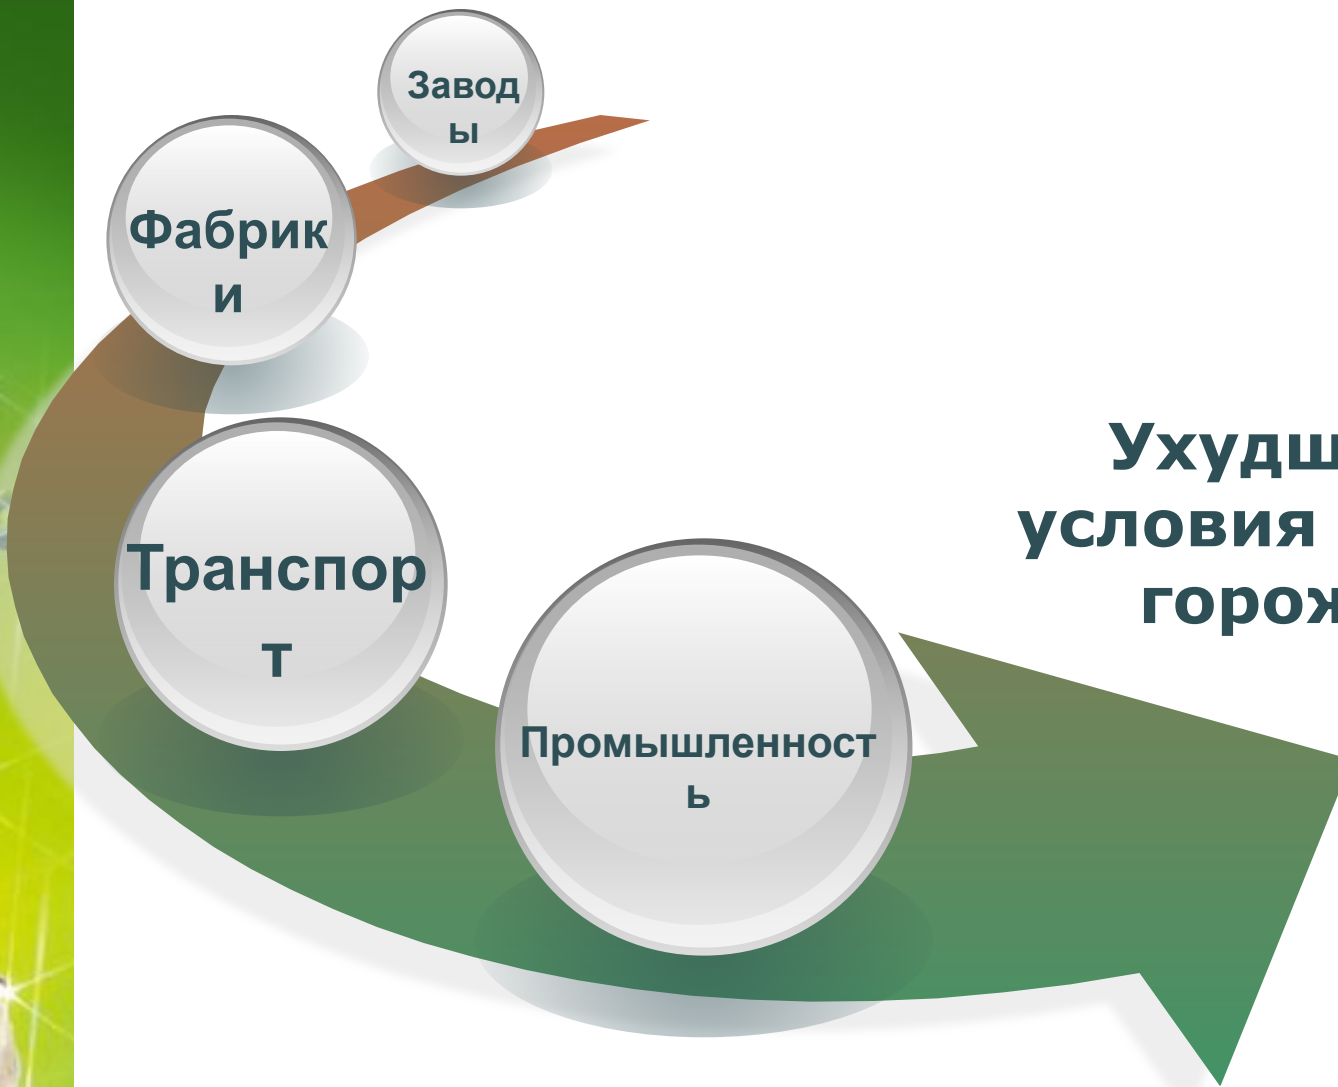 Завод
ы
Фабрик
и
Транспор
т
Промышленност
ь
Ухудш
условия
горож